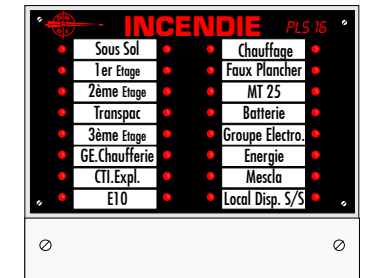 INCENDIE PLS 16
Sous Sol
1er Etage
2ème Etage
Transpac
3ème Etage
GE.Chaufferie
CTI.Expl.
E10
Chauffage
Faux Plancher
MT 25
Batterie
Groupe Electro.
Energie
Mescla
Local Disp. S/S